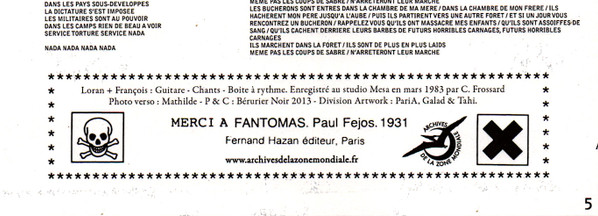 DANS LES PAYS SOUS-DEVELOPPES
LA DICTATURE S'EST IMPOSEE
LES MILITAIRES SONT AU POUVOIR
DANS LES CAMPS RIEN DE BEAU A VOIR
SERVICE TORTURE SERVICE NADA
NADA NADA NADA NADA
MEME PAS LES COUPS DE SABRE / N'ARRETERONT LEUR MARCHE
LES BUCHERONS SONT ENTRES DANS LA CHAMBRE DE MA MERE / DANS LA CHAMBRE DE MON FRERE / ILS
HACHERENT MON PERE JUSQU'A L'AUBE / PUIS ILS PARTIRENT VERS UNE AUTRE FORET / ET SI UN JOUR VOUS
RENCONTREZ UN BUCHERON / RAPPELEZ VOUS QU'ILS ONT MASSACRE MES ENFANTS / QU'ILS SONT ASSOIFFES DE
SANG / QU'ILS CACHENT DERRIERE LEURS BARBES DE FUTURS HORRIBLES CARNAGES, FUTURS HORRIBLES
CARNAGES
ILS MARCHENT DANS LA FORET / ILS SONT DE PLUS EN PLUS LAIDS
MEME PAS LES COUPS DE SABRE / N'ARRETERONT LEUR MARCHE
Loran + François : Guitare - Chants - Boite à rythme. Enregistré au studio Mesa en mars 1983 par C. Frossard
Photo verso : Mathilde - P & C : Bérurier Noir 2013 - Division Artwork : PariA, Galad & Tahi.
MERCI A FANTOMAS. Paul Fejos. 1931
Fernand Hazan éditeur, Paris
www.archivesdelazonemondiale.fr
ARCHIVES
DE LA ZONE MONDIALE
5